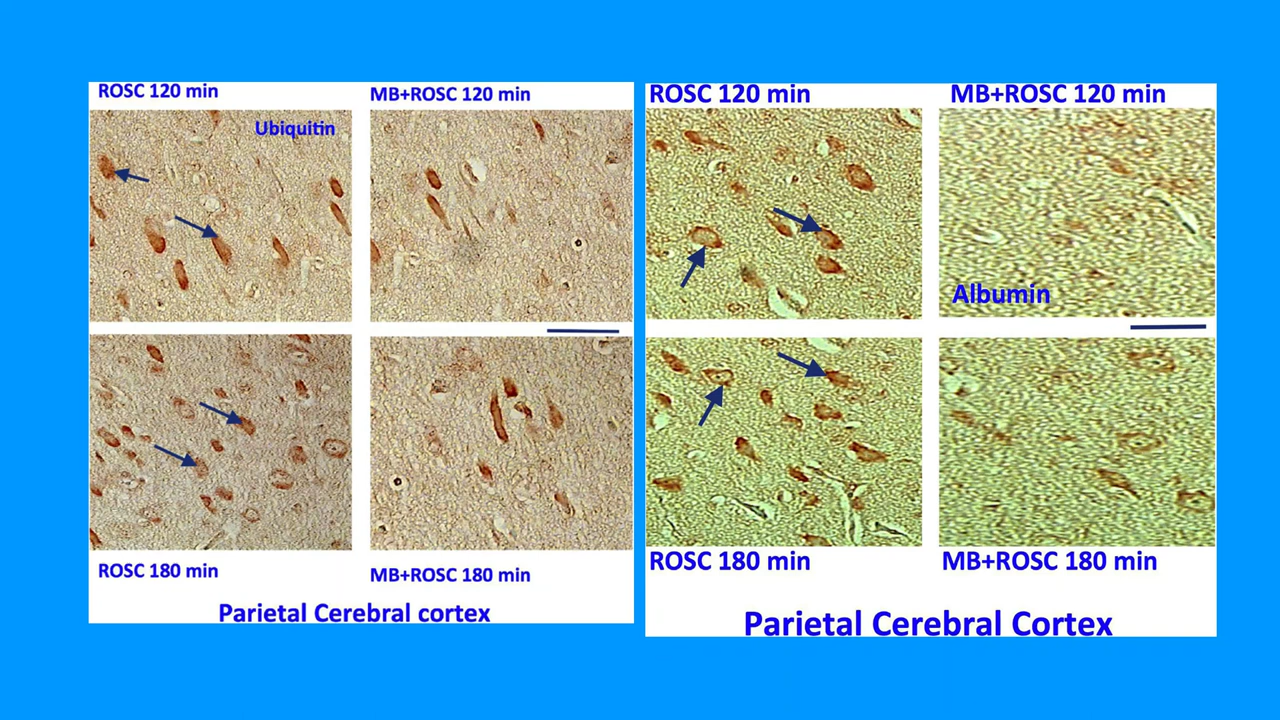 ROSC 120 min
MB+ROSC 120 min
Ubiquitin
ROSC 180 min
MB+ROSC 180 min
Parietal Cerebral cortex
ROSC 120 min
MB+ROSC 120 min
Albumin
ROSC 180 min
MB+ROSC 180 min
Parietal Cerebral Cortex